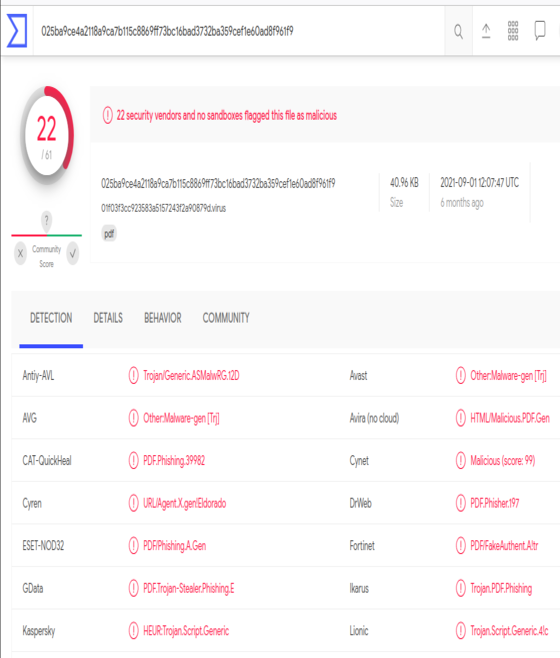 025ba9ce4a2118a9ca7b115c8869ff73bc16bad3732ba359cef1e60ad8f961f9
22
/ 61
22 security vendors and no sandboxes flagged this file as malicious
025ba9ce4a2118a9ca7b115c8869ff73bc16bad3732ba359cef1e60ad8f961f9
01f03f3cc923583a5157243f2a90879d.virus
pdf
40.96 KB
Size
2021-09-01 12:07:47 UTC
6 months ago
?
X
Community
Score
✓
DETECTION DETAILS BEHAVIOR COMMUNITY
Antiy-AVL Trojan/Generic.ASMalwRG.12D Avast Other:Malware-gen [Trj]
AVG Other:Malware-gen [Trj] Avira (no cloud) HTML/Malicious.PDF.Gen
CAT-QuickHeal PDF.Phishing.39982 Cynet Malicious (score: 99)
Cyren URL/Agent.X.gen!Eldorado DrWeb PDF.Phisher.197
ESET-NOD32 PDF/Phishing.A.Gen Fortinet PDF/FakeAuthent.A!tr
GData PDF.Trojan-Stealer.Phishing.E Ikarus Trojan.PDF.Phishing
Kaspersky HEUR:Trojan.Script.Generic Lionic Trojan.Script.Generic.4!c